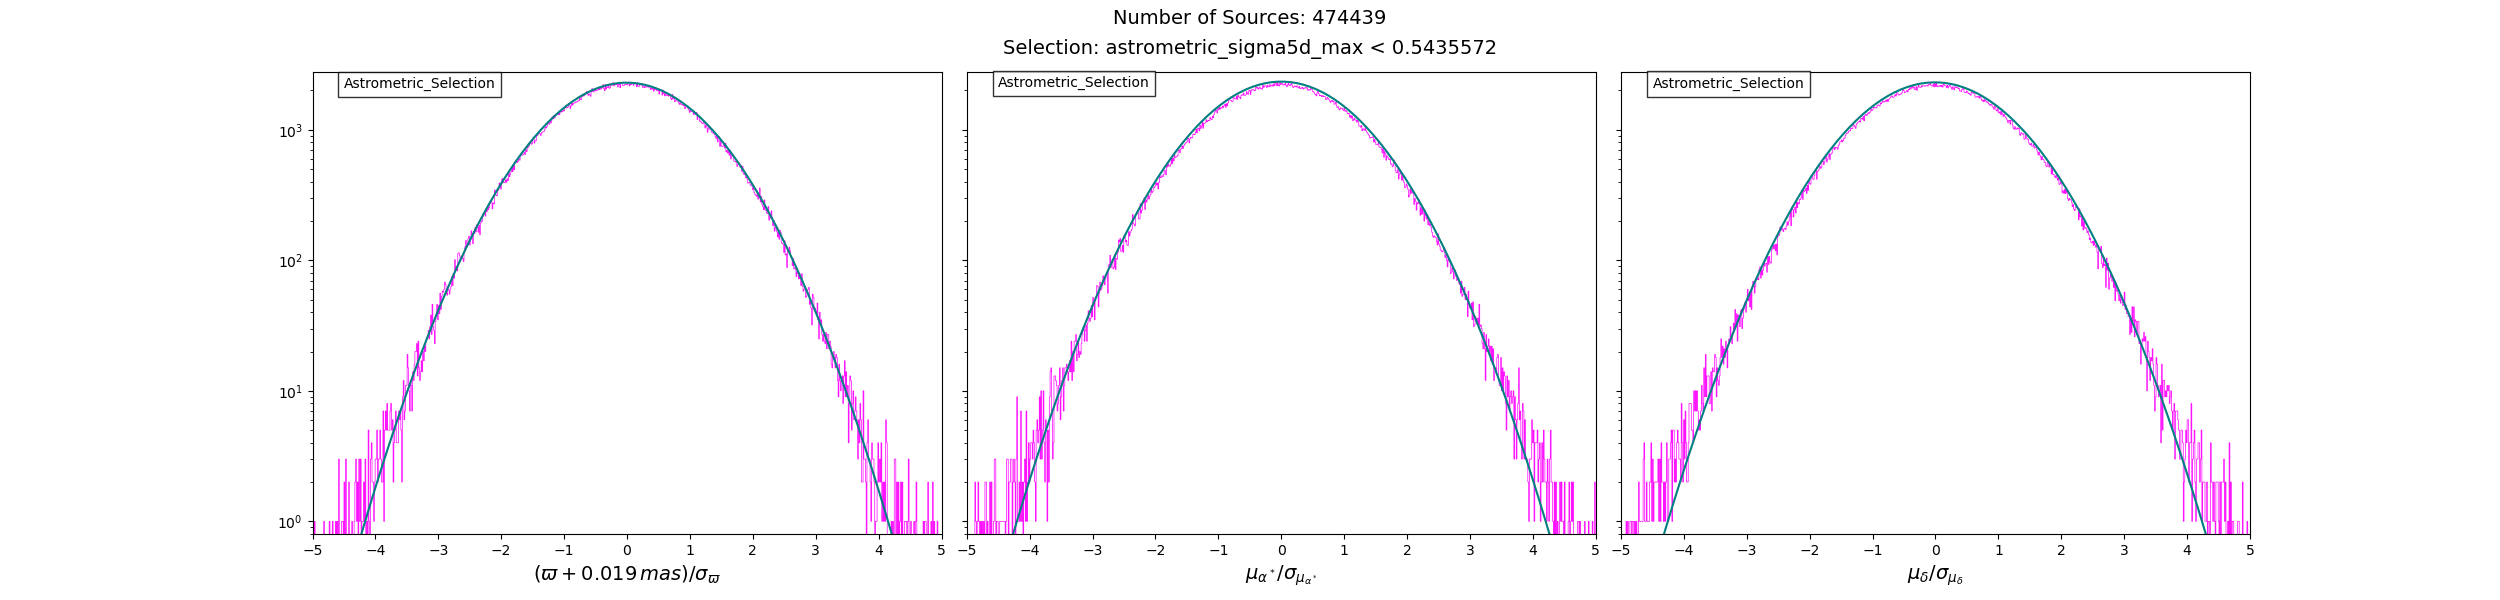 Number of Sources: 474439
Selection: astrometric_sigma5d_max < 0.5435572
Astrometric_Selection Astrometric_Selection Astrometric_Selection
10³
10²
10¹
10⁰
−5 −4 −3 −2 −1 0 1 2 3 4 5 −5 −4 −3 −2 −1 0 1 2 3 4 5 −5 −4 −3 −2 −1 0 1 2 3 4 5
(ϖ + 0.019 mas)/σ_ϖ μ_α*/σ_μ_α* μ_δ/σ_μ_δ